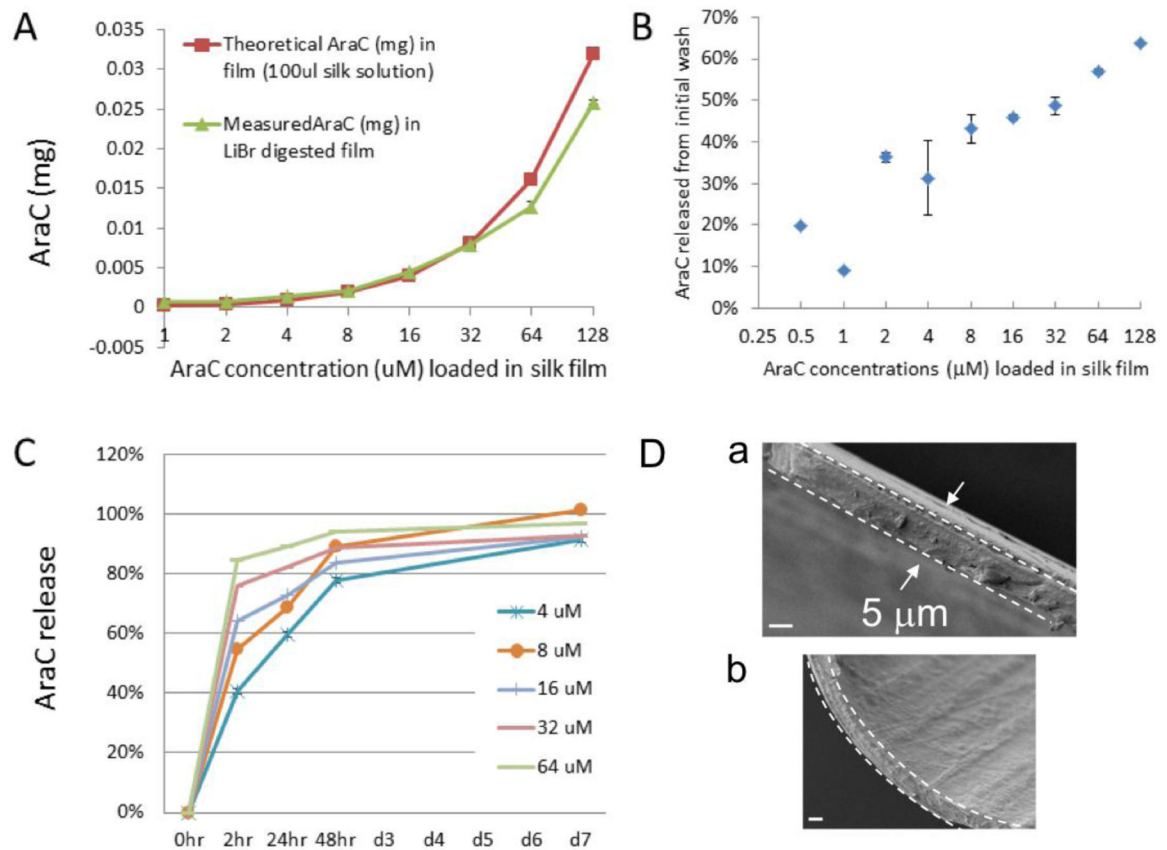 A
0.035
0.03
0.025
0.02
0.015
0.01
0.005
0
-0.005
AraC (mg)
Theoretical AraC (mg) in
film (100ul silk solution)
MeasuredAraC (mg) in
LiBr digested film
1 2 4 8 16 32 64 128
AraC concentration (uM) loaded in silk film
B
70%
60%
50%
40%
30%
20%
10%
0%
AraC released from initial wash
0.25 0.5 1 2 4 8 16 32 64 128
AraC concentrations (μM) loaded in silk film
C
120%
100%
80%
60%
40%
20%
0%
AraC release
4 uM
8 uM
16 uM
32 uM
64 uM
0hr 2hr 24hr 48hr d3 d4 d5 d6 d7
D
a
5 μm
b